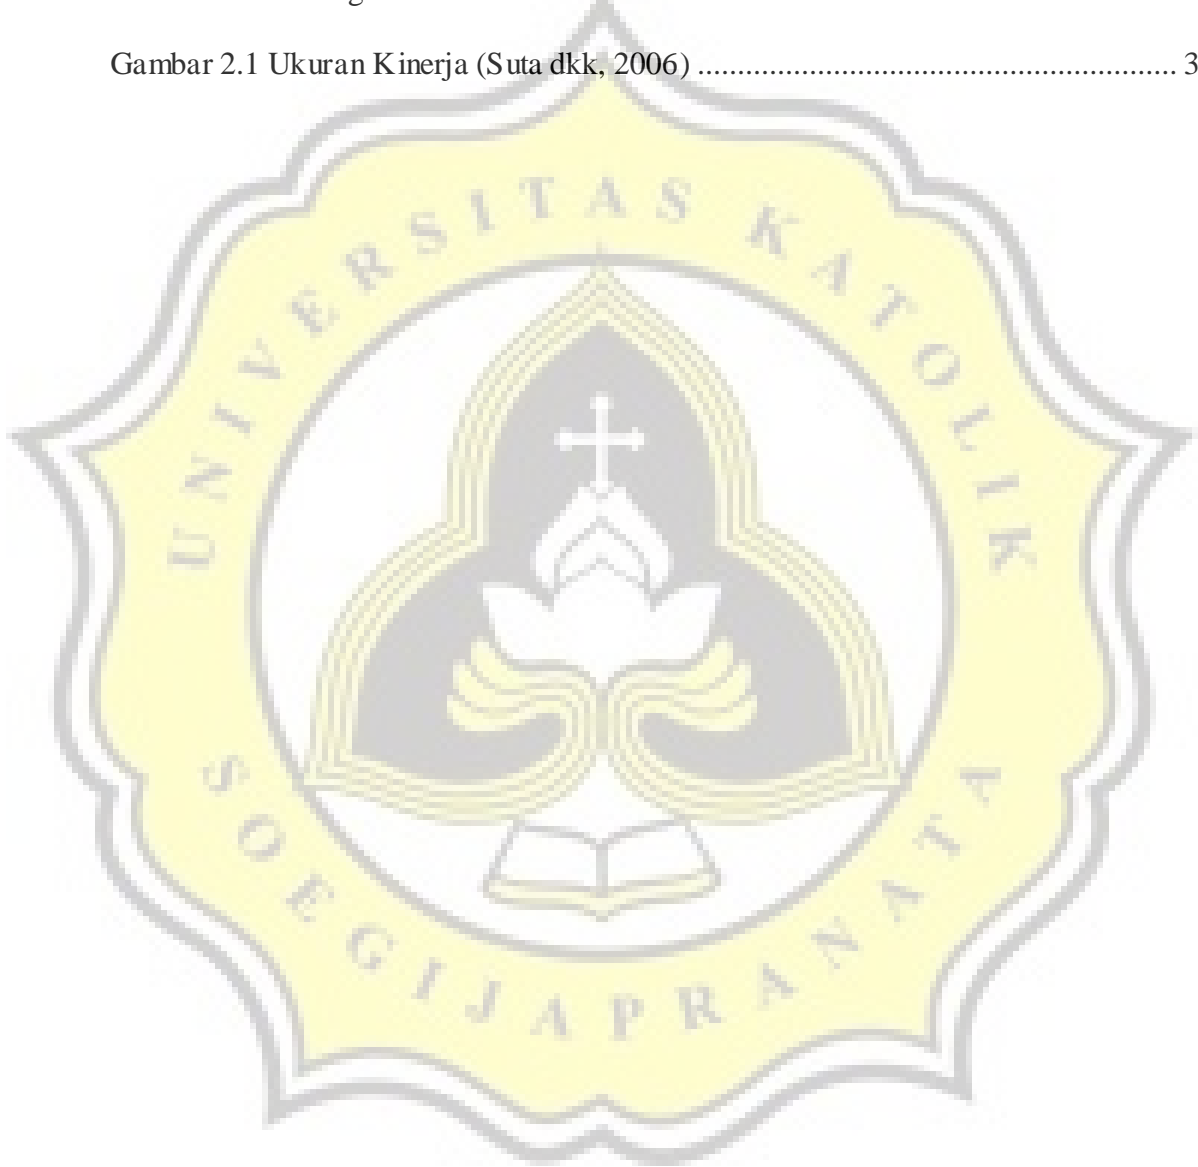 Gambar 2.1 Ukuran Kinerja (Suta dkk, 2006) .................................................. 3
UNIVERSITAS KATOLIK
SOEGIJAPRANATA